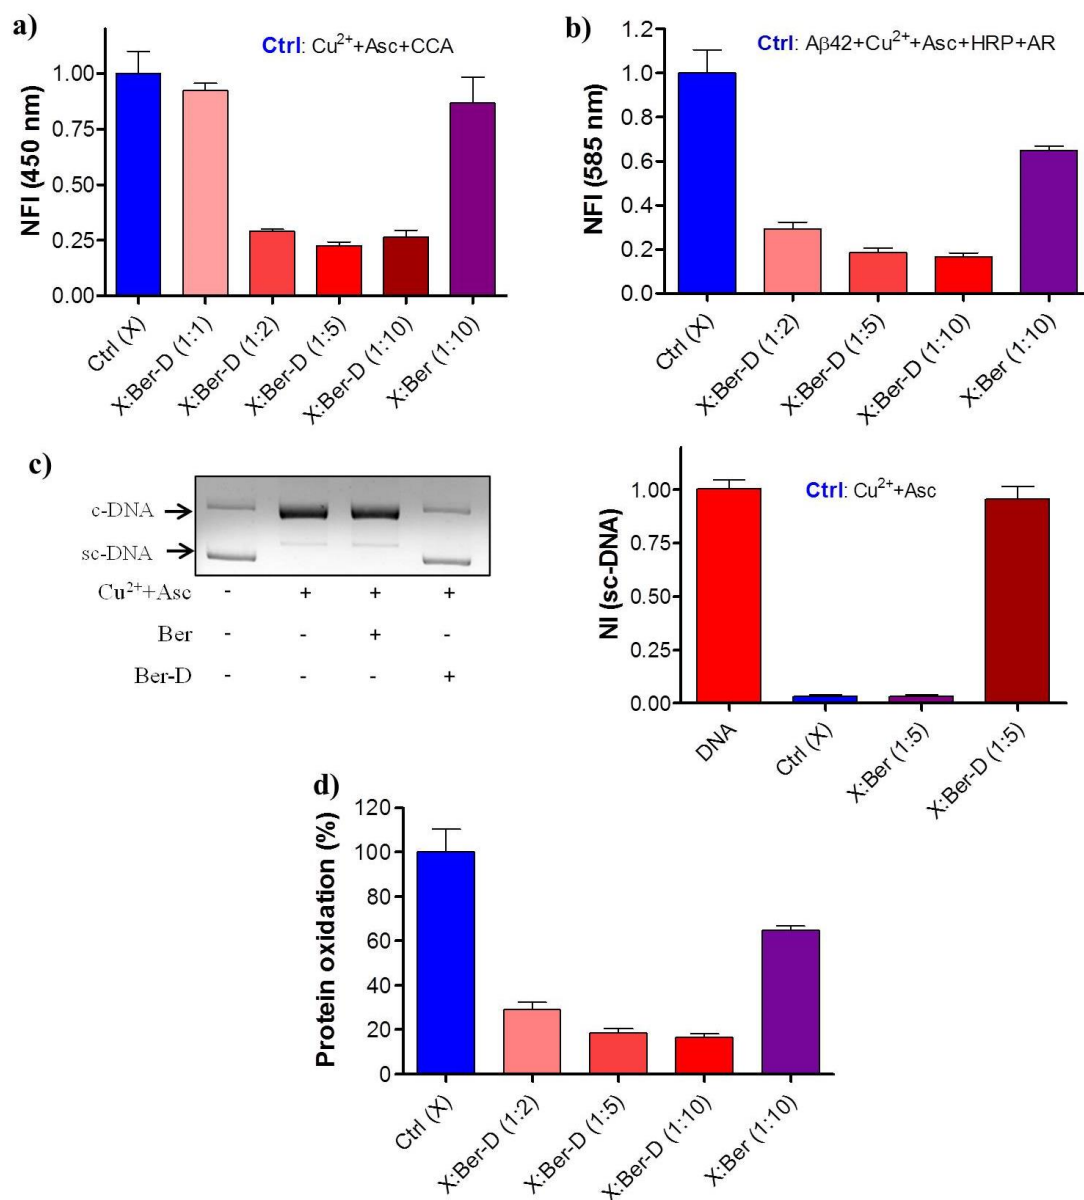 a)
Ctrl: Cu²⁺+Asc+CCA
NFI (450 nm)
1.00
0.75
0.50
0.25
0.00
Ctrl (X)
X:Ber-D (1:1)
X:Ber-D (1:2)
X:Ber-D (1:5)
X:Ber-D (1:10)
X:Ber (1:10)
b)
Ctrl: Aβ42+Cu²⁺+Asc+HRP+AR
NFI (585 nm)
1.2
1.0
0.8
0.6
0.4
0.2
0.0
Ctrl (X)
X:Ber-D (1:2)
X:Ber-D (1:5)
X:Ber-D (1:10)
X:Ber (1:10)
c)
c-DNA
sc-DNA
Cu²⁺+Asc - + + +
Ber - - + -
Ber-D - - - +
Ctrl: Cu²⁺+Asc
NI (sc-DNA)
1.00
0.75
0.50
0.25
0.00
DNA
Ctrl (X)
X:Ber (1:5)
X:Ber-D (1:5)
d)
Protein oxidation (%)
120
100
80
60
40
20
0
Ctrl (X)
X:Ber-D (1:2)
X:Ber-D (1:5)
X:Ber-D (1:10)
X:Ber (1:10)